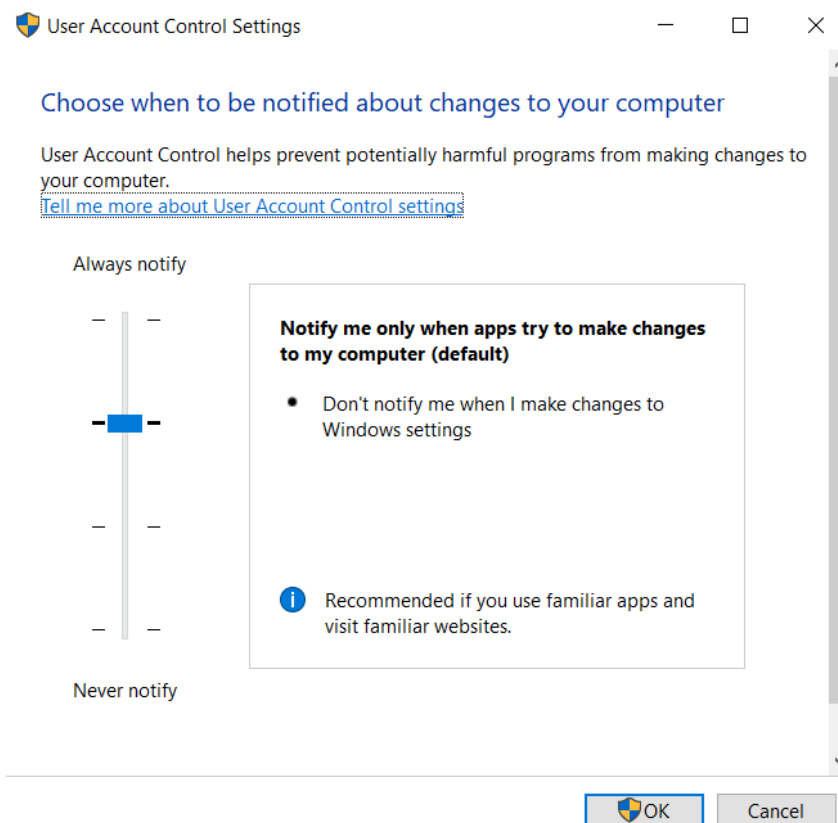 User Account Control Settings
Choose when to be notified about changes to your computer
User Account Control helps prevent potentially harmful programs from making changes to
your computer.
Tell me more about User Account Control settings
Always notify
Notify me only when apps try to make changes
to my computer (default)
Don't notify me when I make changes to
Windows settings
Recommended if you use familiar apps and
visit familiar websites.
Never notify
OK
Cancel